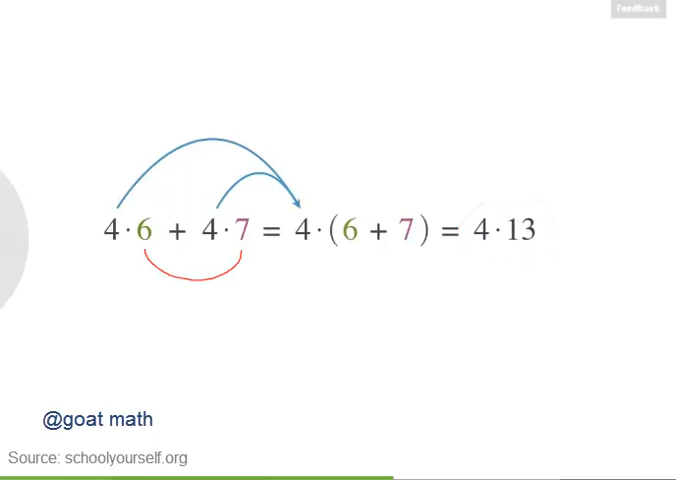 Feedback
4 · 6 + 4 · 7 = 4 · (6 + 7) = 4 · 13
@goat math
Source: schoolyourself.org